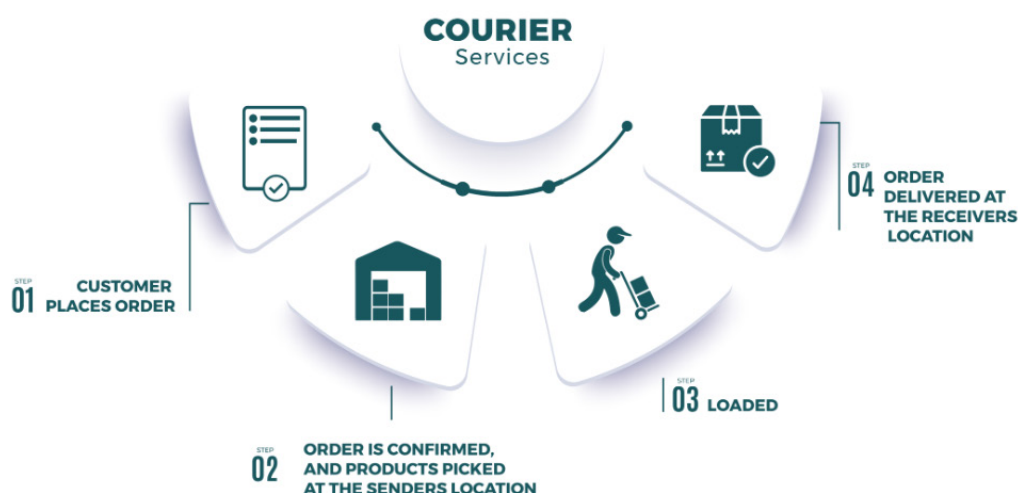 COURIER
Services
STEP
01
CUSTOMER
PLACES ORDER
STEP
02
ORDER IS CONFIRMED,
AND PRODUCTS PICKED
AT THE SENDERS LOCATION
STEP
03
LOADED
STEP
04
ORDER
DELIVERED AT
THE RECEIVERS
LOCATION